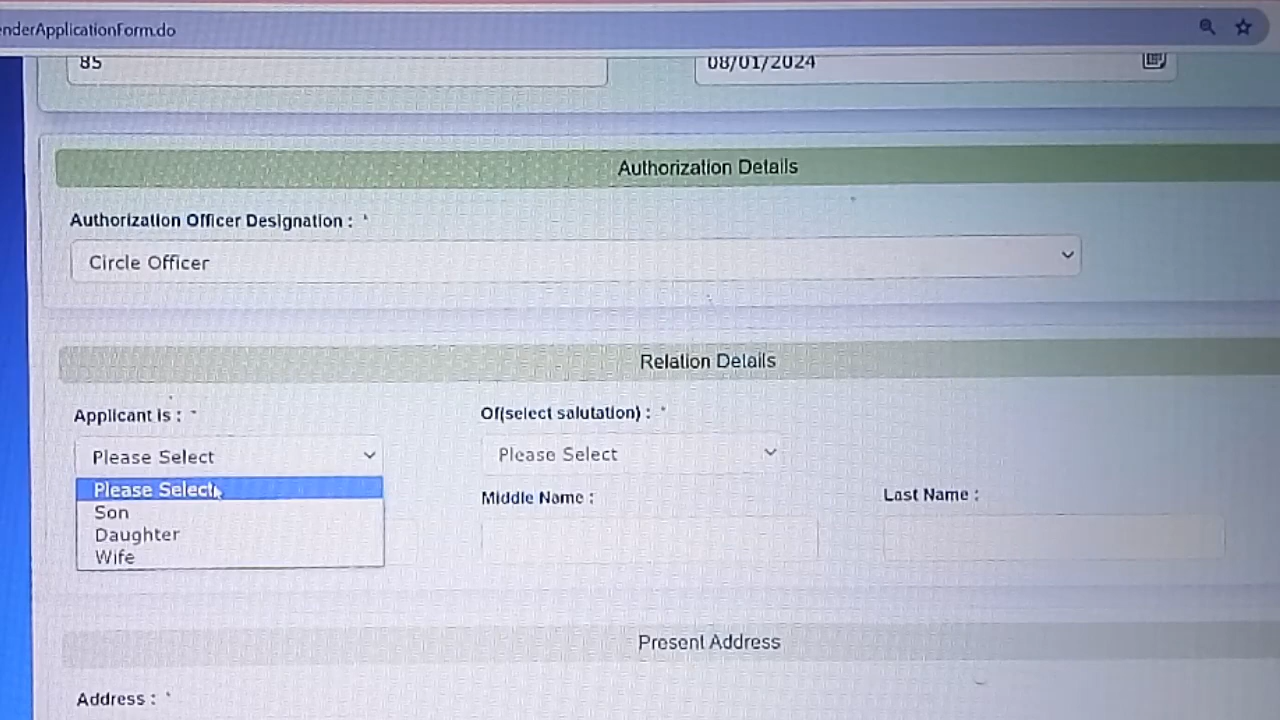 enderApplicationForm.do
85
08/01/2024
Authorization Details
Authorization Officer Designation : *
Circle Officer
Relation Details
Applicant is : *
Of(select salutation) : *
Please Select
Please Select
Please Select
Son
Daughter
Wife
Middle Name :
Last Name :
Present Address
Address : *